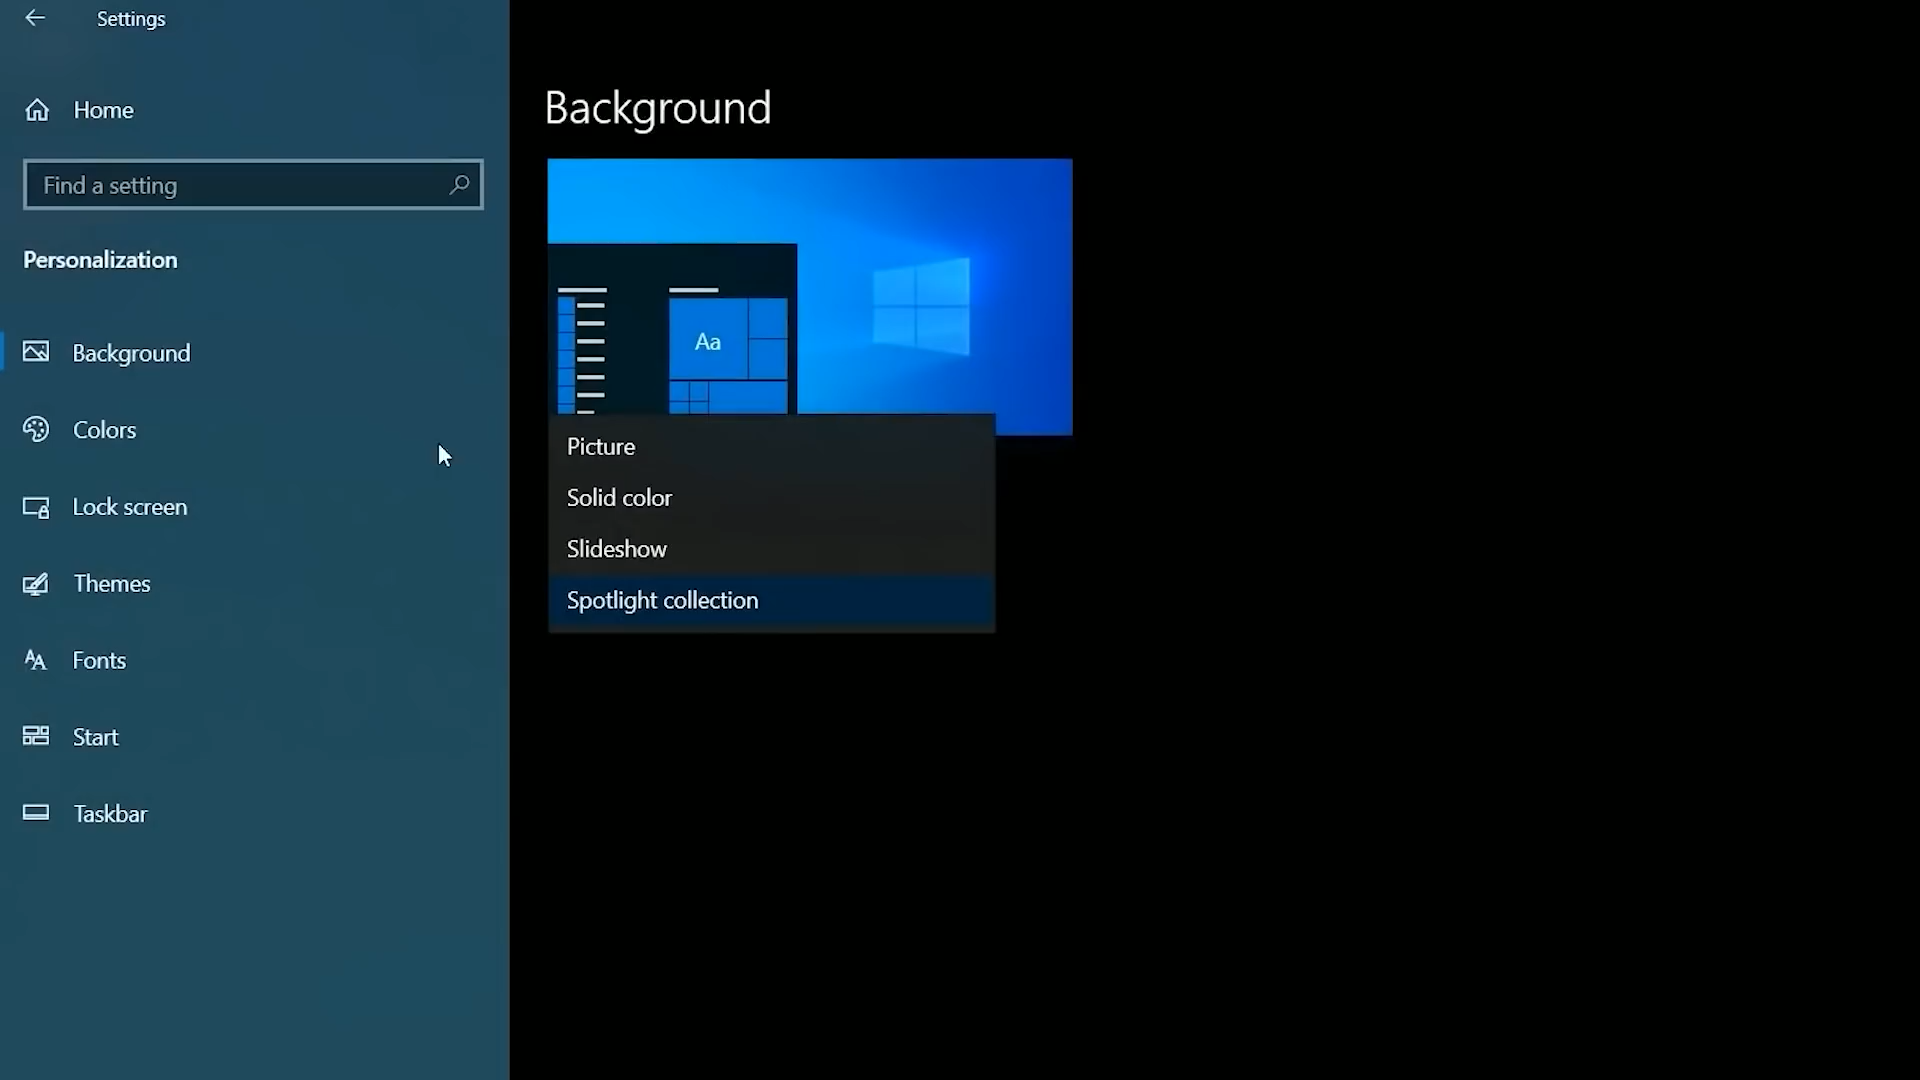 Settings
Home
Find a setting
Personalization
Background
Colors
Lock screen
Themes
Fonts
Start
Taskbar
Background
Aa
Picture
Solid color
Slideshow
Spotlight collection